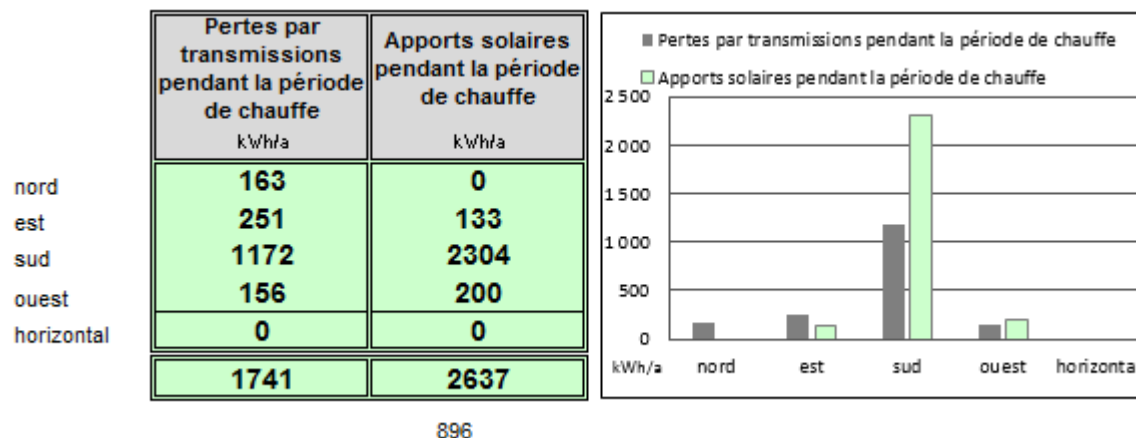 Pertes par
transmissions
pendant la période
de chauffe
kWh/a
Apports solaires
pendant la période
de chauffe
kWh/a
nord 163 0
est 251 133
sud 1172 2304
ouest 156 200
horizontal 0 0
1741 2637
896
Pertes par transmissions pendant la période de chauffe
Apports solaires pendant la période de chauffe
2 500
2 000
1 500
1 000
500
0
kWh/a nord est sud ouest horizonta